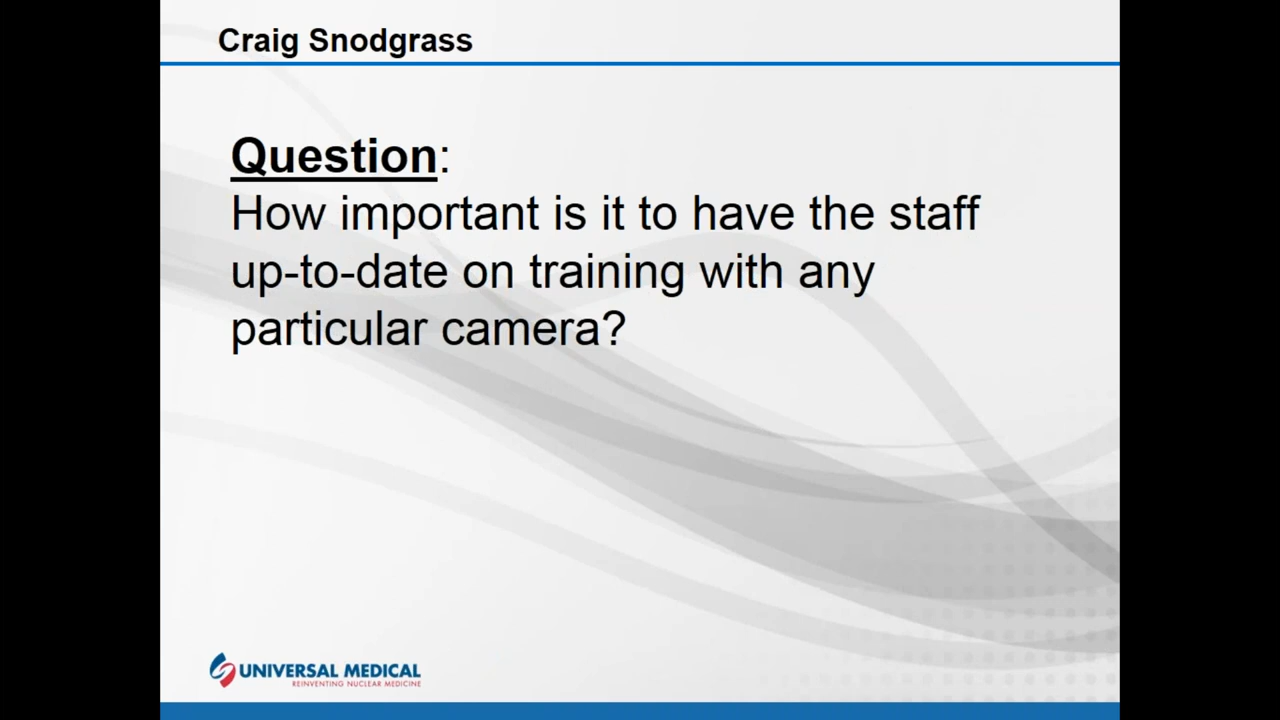 Craig Snodgrass
Question:
How important is it to have the staff
up-to-date on training with any
particular camera?
UNIVERSAL MEDICAL
REINVENTING NUCLEAR MEDICINE